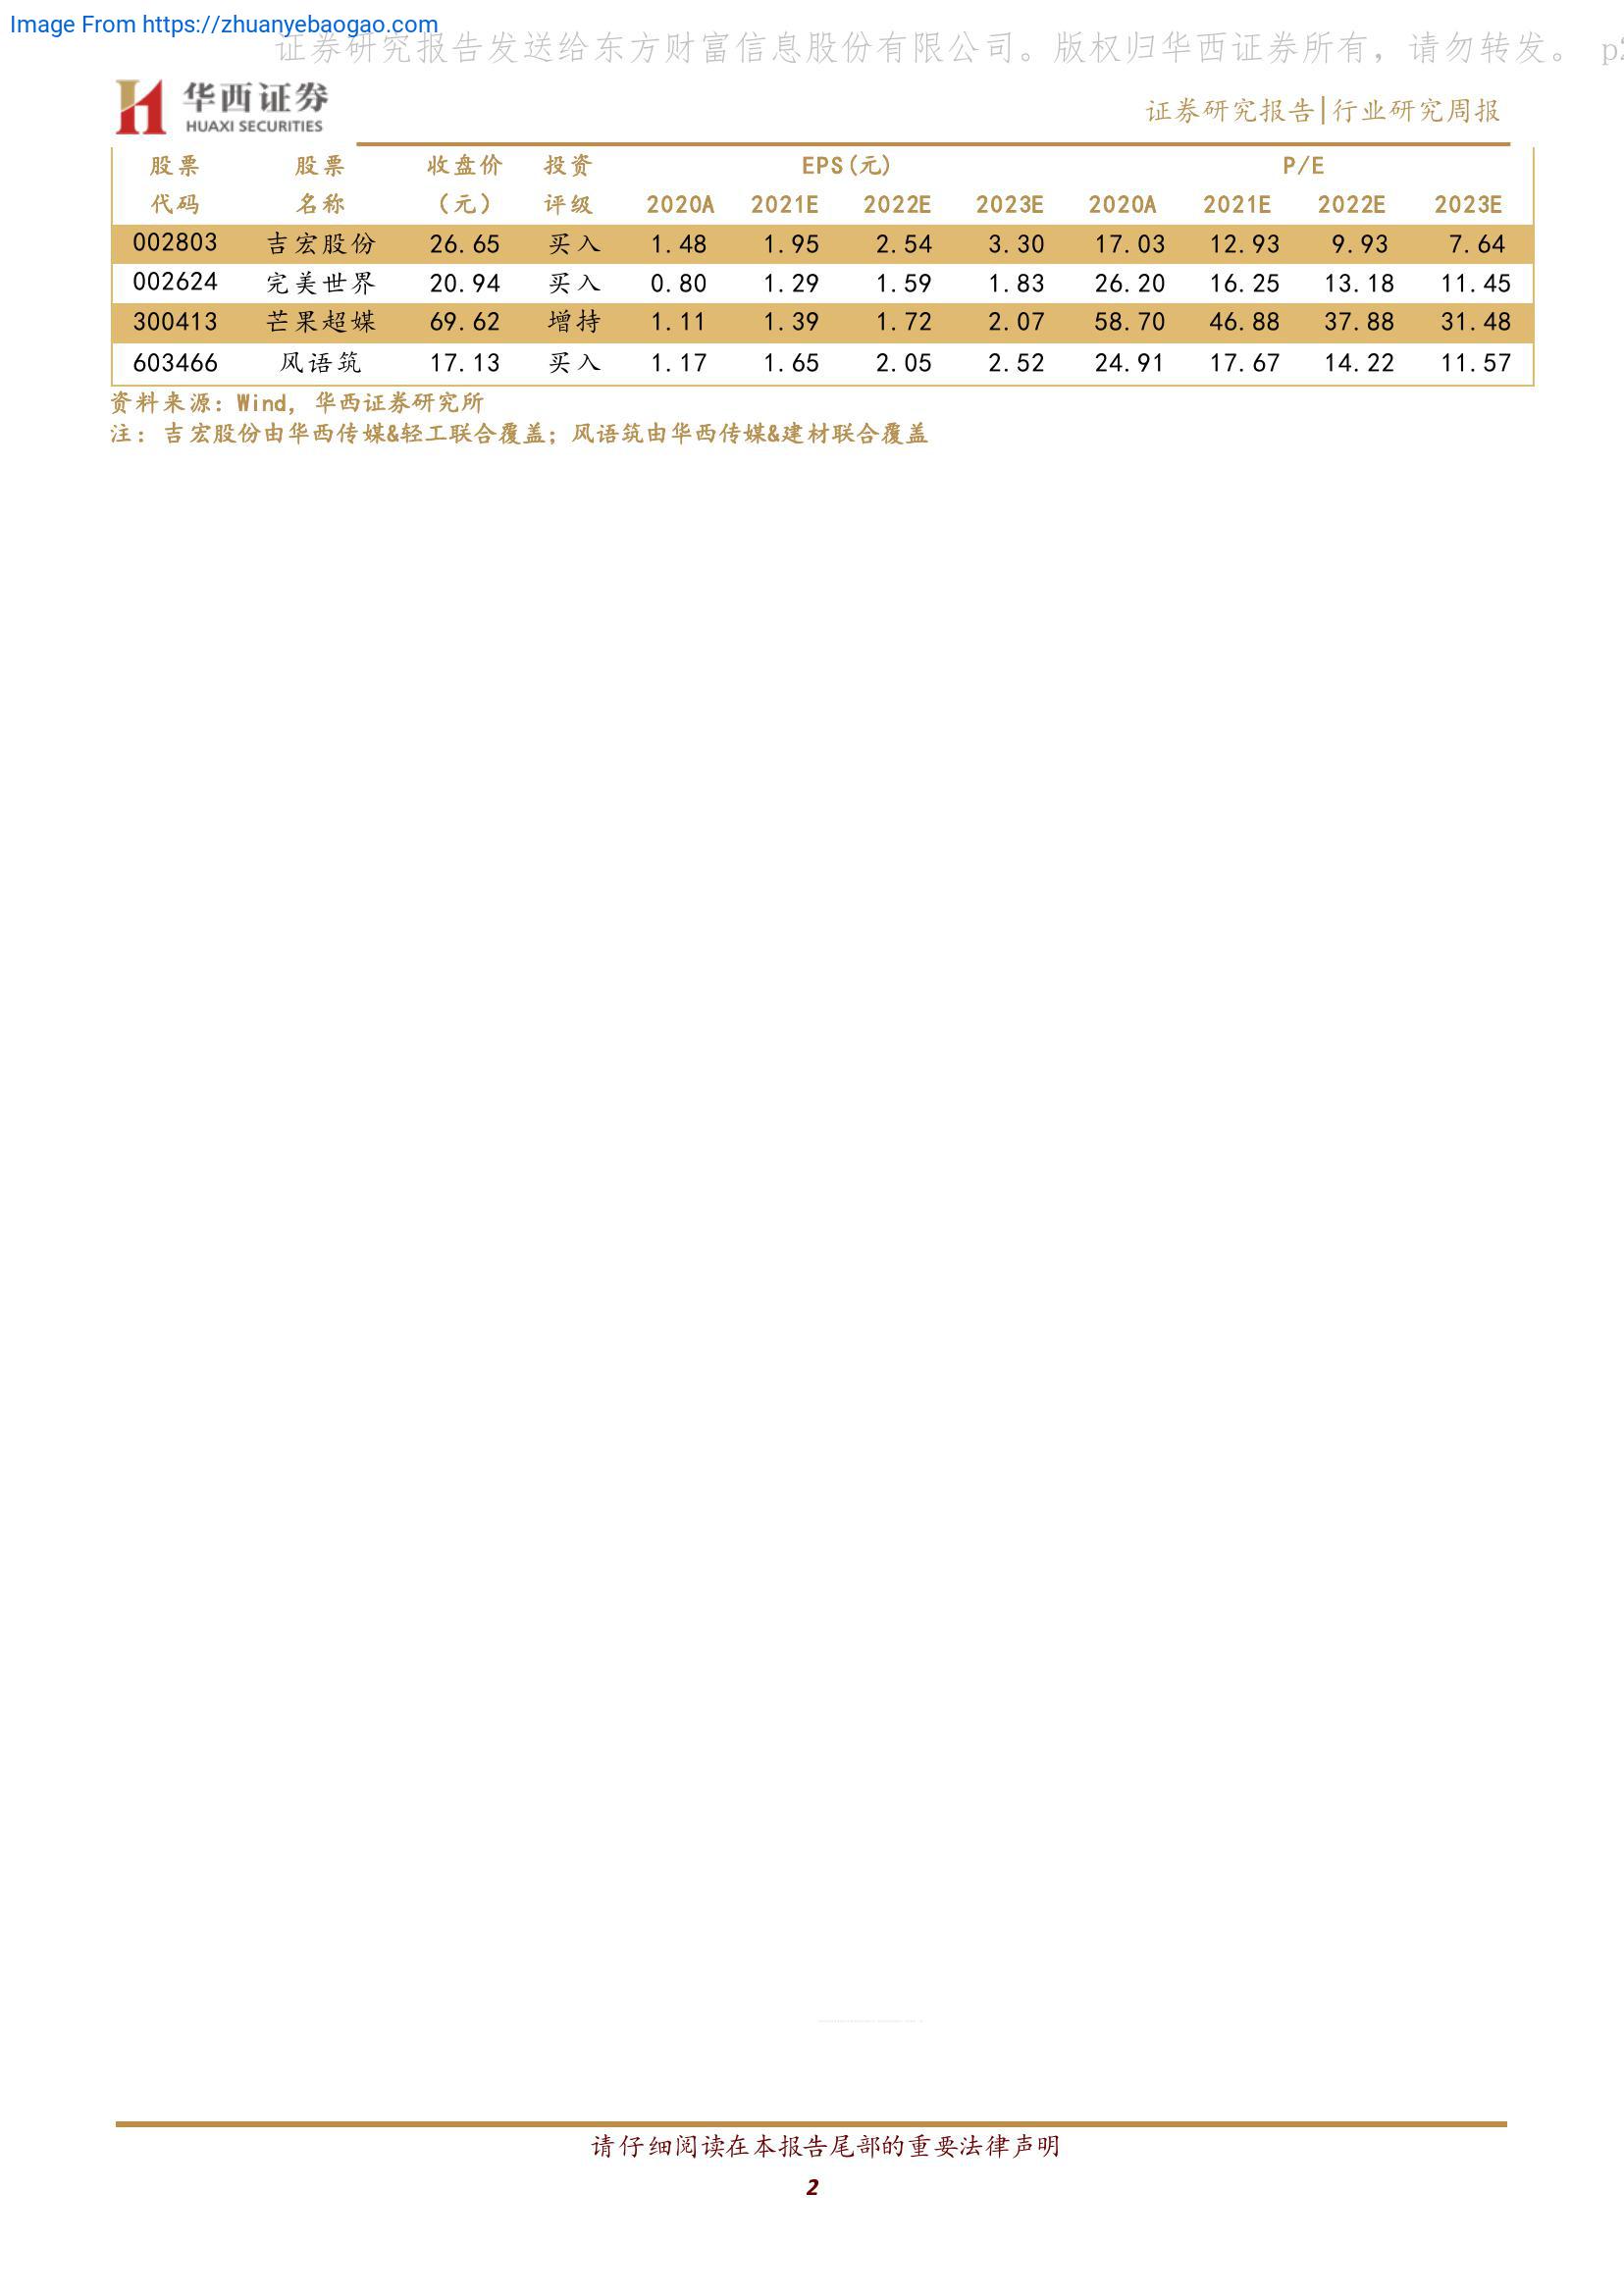 Image From https://zhuanyebaogao.com
证券研究报告发送给东方财富信息股份有限公司。版权归华西证券所有，请勿转发。 p2
华西证券
HUAXI SECURITIES
证券研究报告|行业研究周报
股票 股票 收盘价 投资 EPS(元) P/E
代码 名称 （元） 评级 2020A 2021E 2022E 2023E 2020A 2021E 2022E 2023E
002803 吉宏股份 26.65 买入 1.48 1.95 2.54 3.30 17.03 12.93 9.93 7.64
002624 完美世界 20.94 买入 0.80 1.29 1.59 1.83 26.20 16.25 13.18 11.45
300413 芒果超媒 69.62 增持 1.11 1.39 1.72 2.07 58.70 46.88 37.88 31.48
603466 风语筑 17.13 买入 1.17 1.65 2.05 2.52 24.91 17.67 14.22 11.57
资料来源：Wind，华西证券研究所
注：吉宏股份由华西传媒&轻工联合覆盖；风语筑由华西传媒&建材联合覆盖
请仔细阅读在本报告尾部的重要法律声明
2